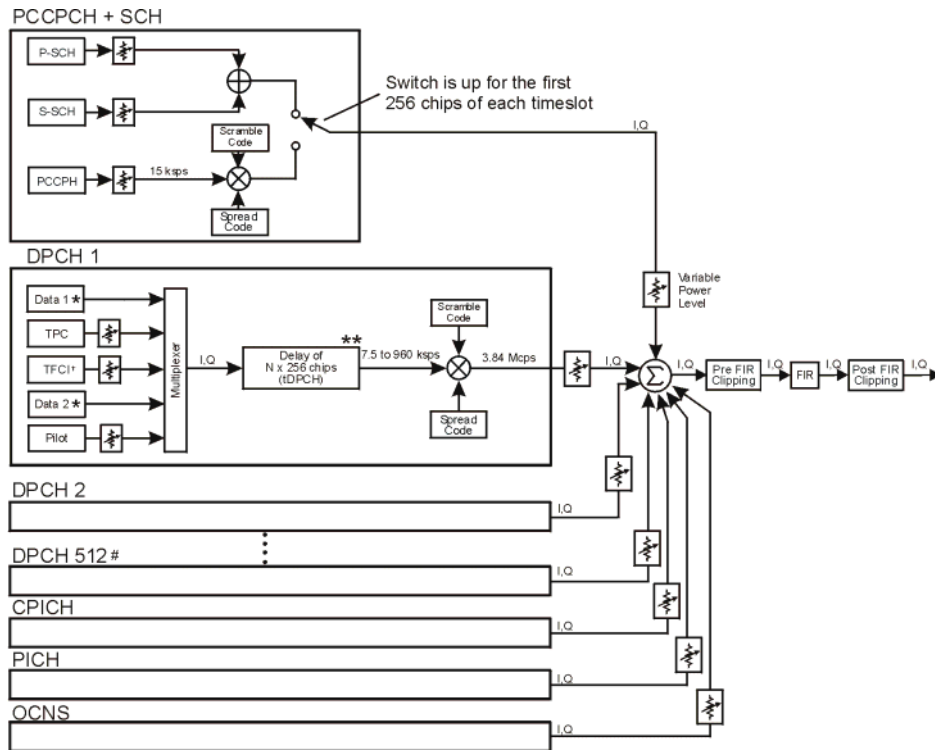 PCCPCH + SCH
P-SCH
S-SCH
PCCPH
15 ksps
Scramble
Code
Spread
Code
Switch is up for the first
256 chips of each timeslot
I,Q
Variable
Power
Level
DPCH 1
Data 1*
TPC
TFCI†
Data 2*
Pilot
Multiplexer
I,Q
Delay of
N x 256 chips
(tDPCH)
**
7.5 to 960 ksps
Scramble
Code
Spread
Code
3.84 Mcps
I,Q
Σ
I,Q
Pre FIR
Clipping
I,Q
FIR
I,Q
Post FIR
Clipping
I,Q
DPCH 2
I,Q
DPCH 512 #
I,Q
CPICH
I,Q
PICH
I,Q
OCNS
I,Q